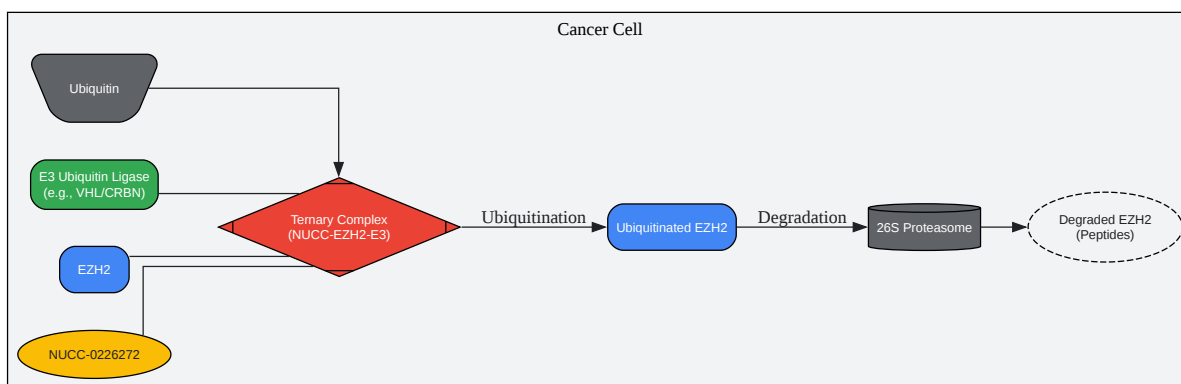 Cancer Cell
Ubiquitin
E3 Ubiquitin Ligase
(e.g., VHL/CRBN)
Ternary Complex
(NUCC-EZH2-E3)
EZH2
NUCC-0226272
Ubiquitination
Ubiquitinated EZH2
Degradation
26S Proteasome
Degraded EZH2
(Peptides)